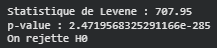 Statistique de Levene : 707.95
p-value : 2.4719568325291166e-285
On rejette H0